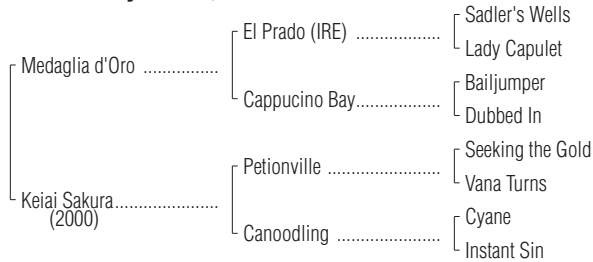 Sadler's Wells
El Prado (IRE) ..................
Lady Capulet
Medaglia d'Oro ................
Bailjumper
Cappucino Bay..................
Dubbed In
Seeking the Gold
Petionville ........................
Vana Turns
Keiai Sakura......................
(2000)
Cyane
Canoodling ......................
Instant Sin